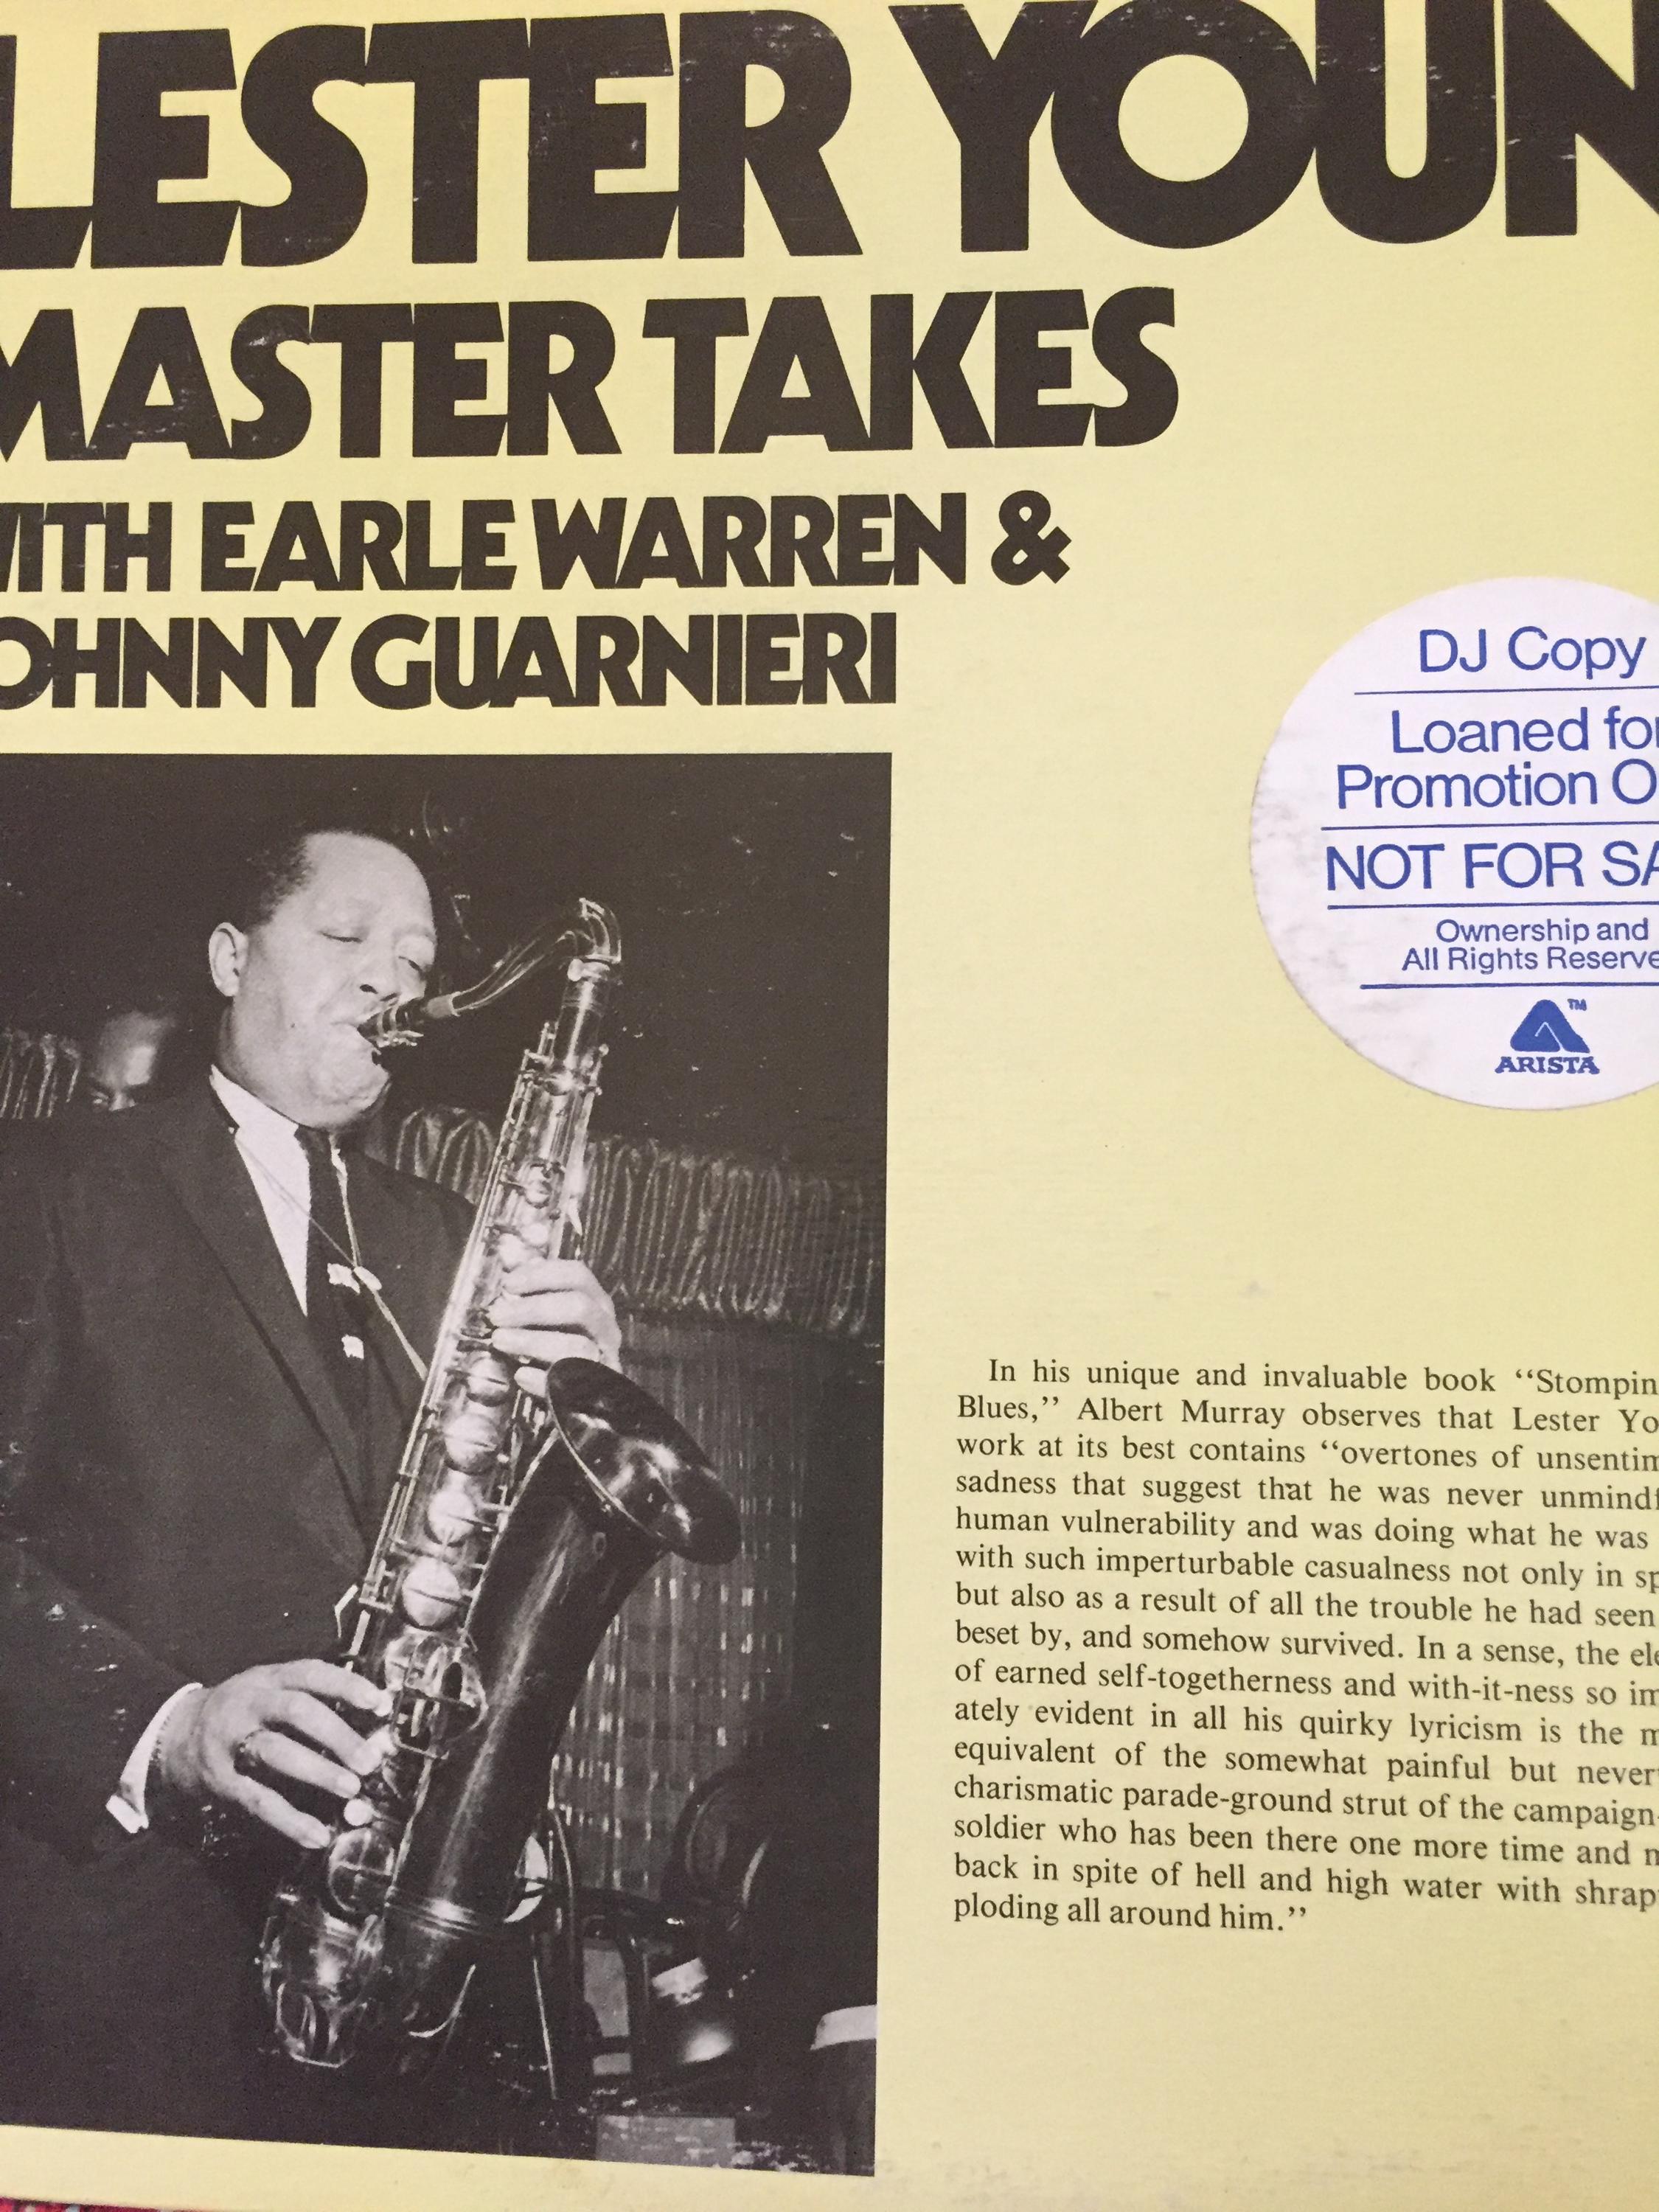 LESTER YOUN
MASTER TAKES
WITH EARLE WARREN &
OHNNY GUARNIERI
DJ Copy
Loaned for
Promotion O
NOT FOR SA
Ownership and
All Rights Reserve
TM
ARISTA
In his unique and invaluable book “Stompin
Blues,” Albert Murray observes that Lester Yo
work at its best contains “overtones of unsentim
sadness that suggest that he was never unmindf
human vulnerability and was doing what he was
with such imperturbable casualness not only in sp
but also as a result of all the trouble he had seen
beset by, and somehow survived. In a sense, the ele
of earned self-togetherness and with-it-ness so im
ately evident in all his quirky lyricism is the m
equivalent of the somewhat painful but never
charismatic parade-ground strut of the campaign-
soldier who has been there one more time and m
back in spite of hell and high water with shrap
ploding all around him.”